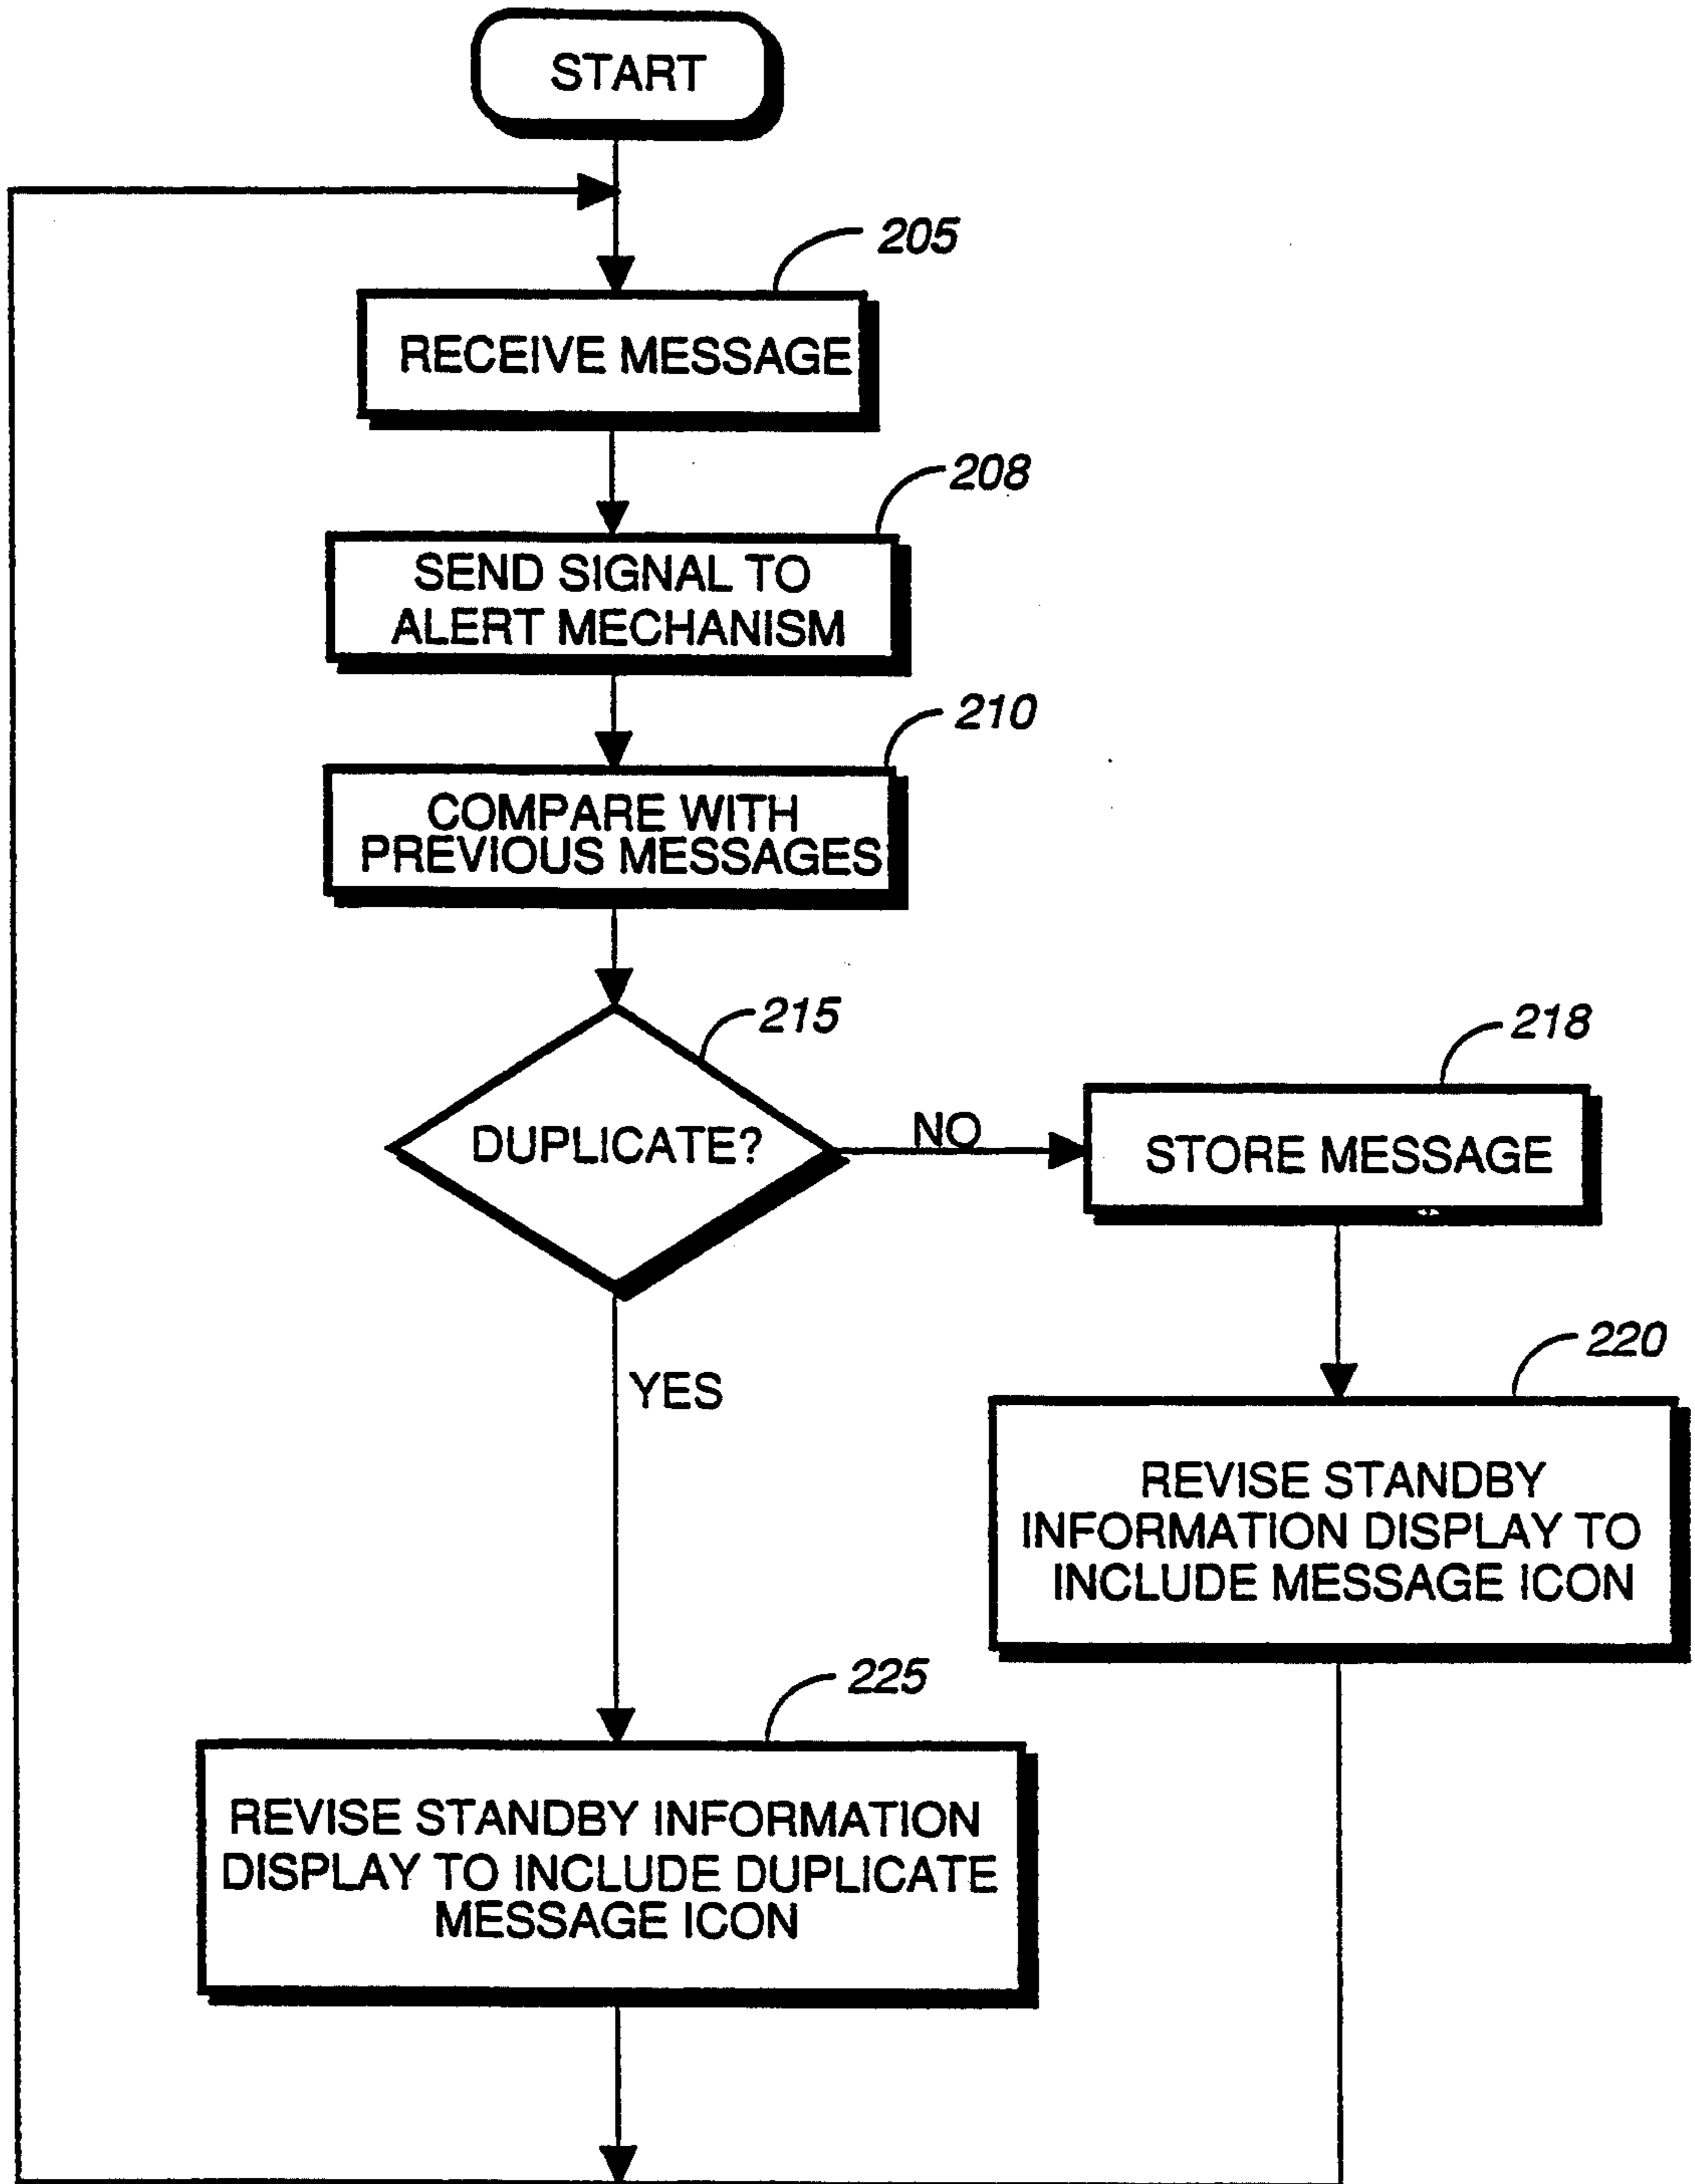 START
205
RECEIVE MESSAGE
208
SEND SIGNAL TO
ALERT MECHANISM
210
COMPARE WITH
PREVIOUS MESSAGES
215
DUPLICATE?
NO
218
STORE MESSAGE
YES
220
REVISE STANDBY
INFORMATION DISPLAY TO
INCLUDE MESSAGE ICON
225
REVISE STANDBY INFORMATION
DISPLAY TO INCLUDE DUPLICATE
MESSAGE ICON